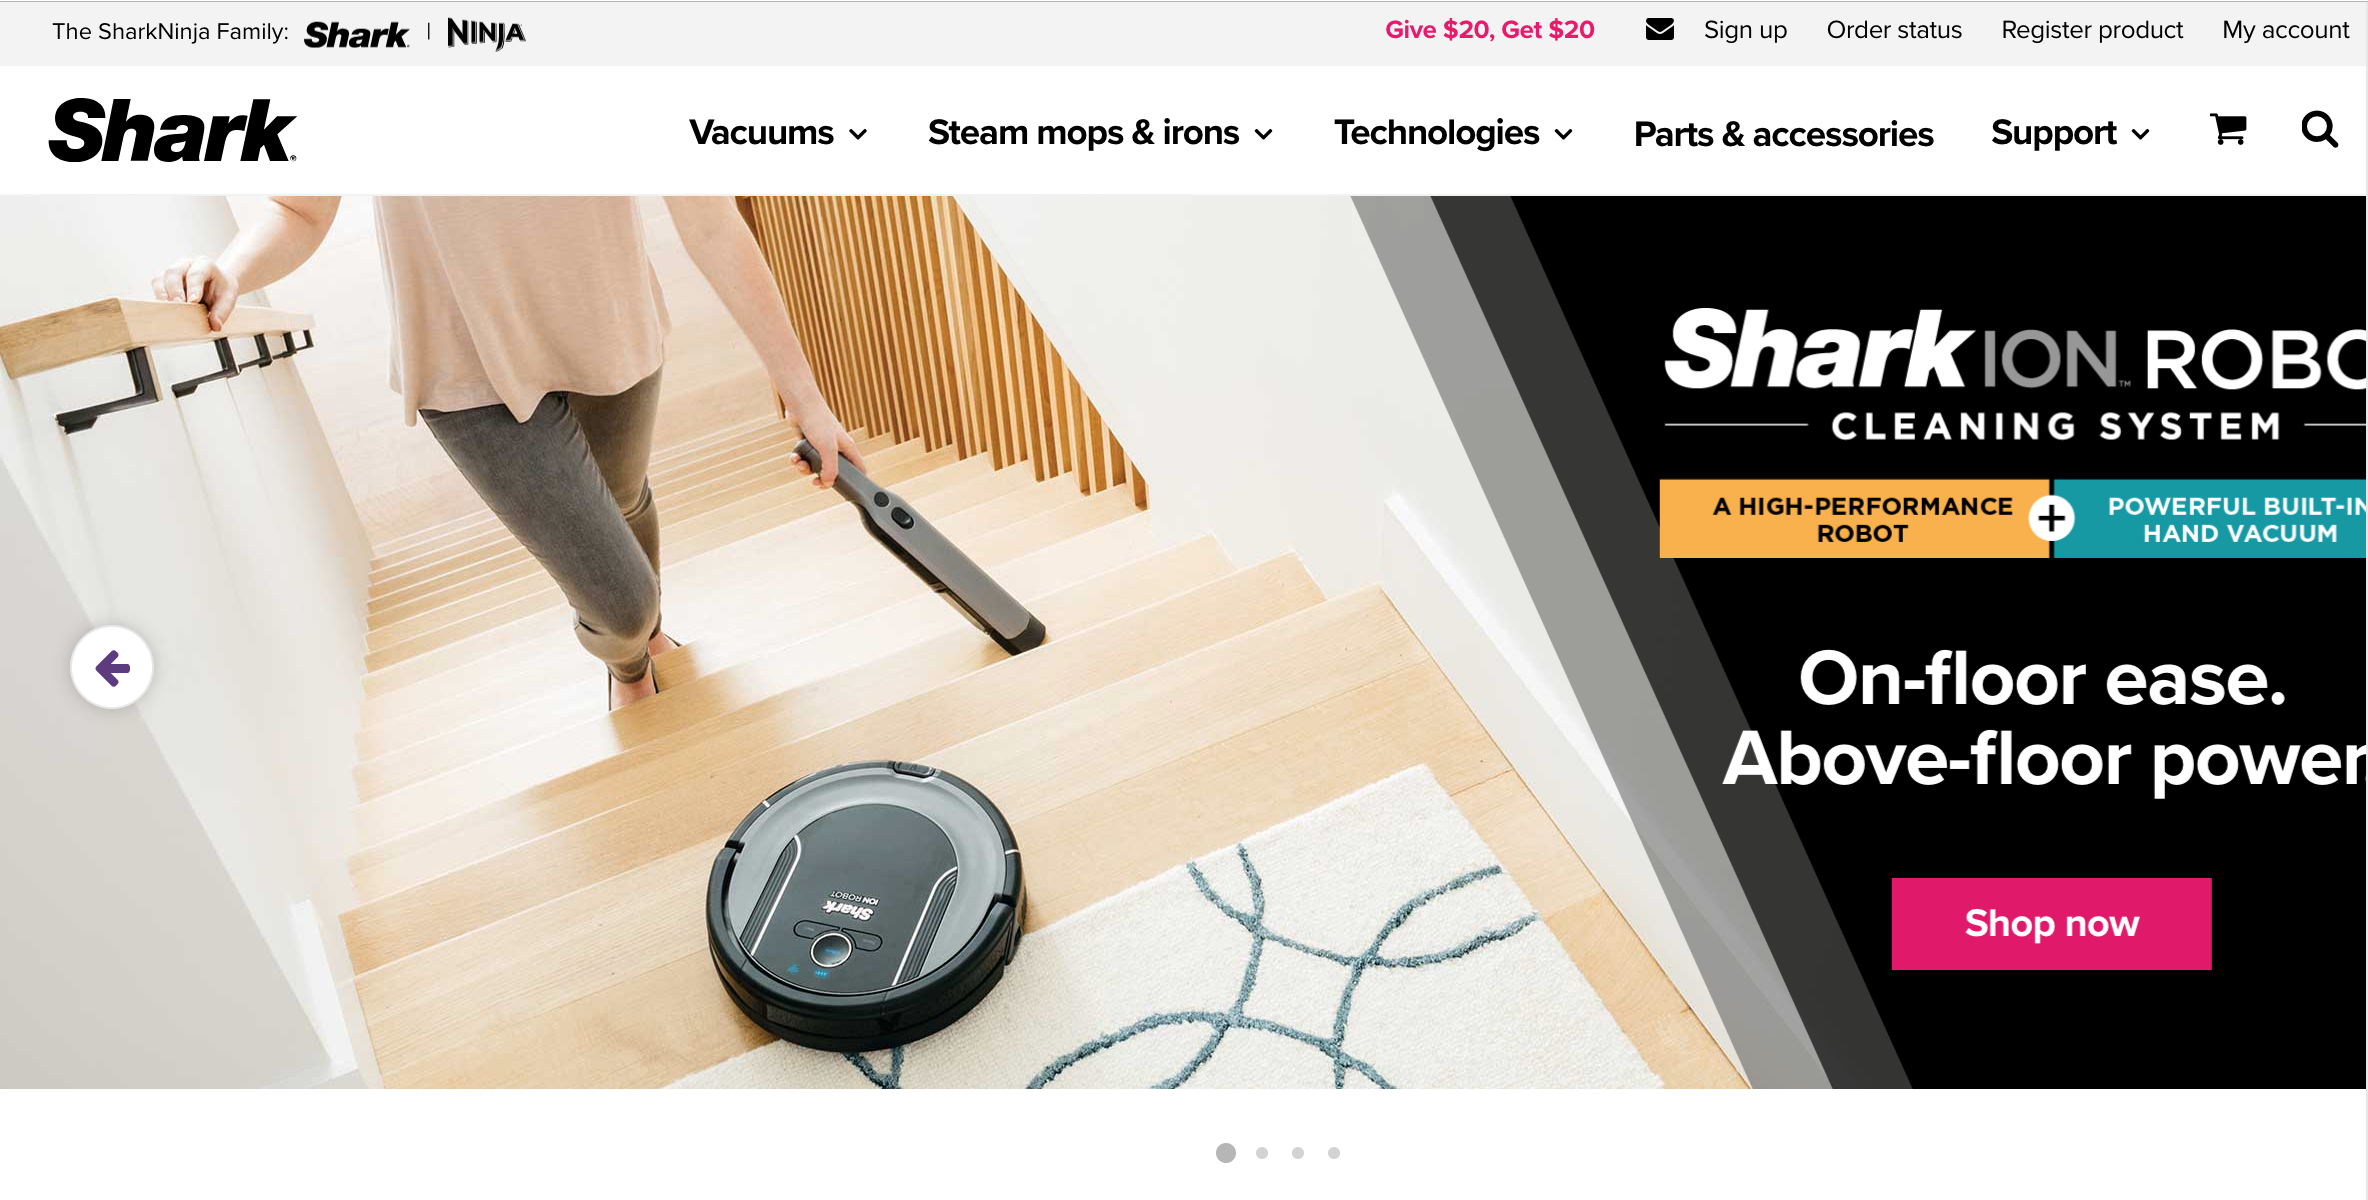 The SharkNinja Family: Shark | NINJA
Give $20, Get $20 Sign up Order status Register product My account
Shark
Vacuums Steam mops & irons Technologies Parts & accessories Support
Shark ION™ ROBO
CLEANING SYSTEM
A HIGH-PERFORMANCE
ROBOT
+
POWERFUL BUILT-IN
HAND VACUUM
On-floor ease.
Above-floor power
Shop now
Shark
ION ROBOT